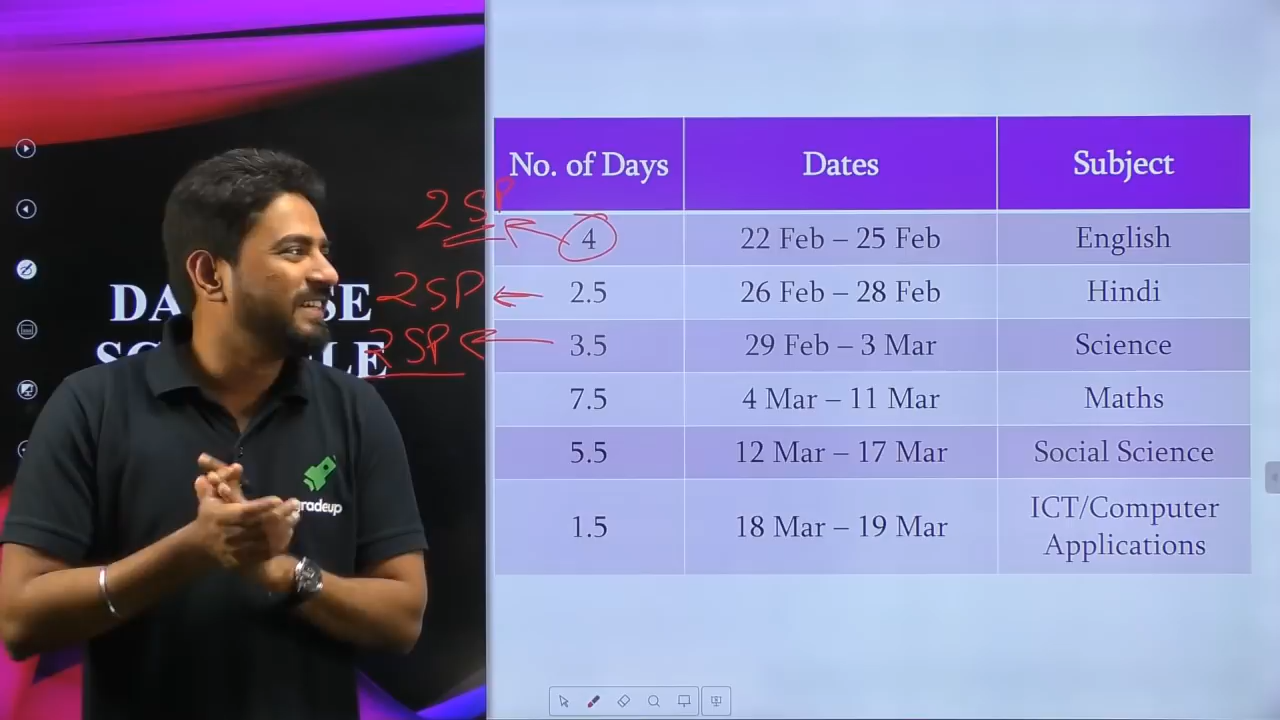 No. of Days Dates Subject
2SP 4 22 Feb – 25 Feb English
2SP 2.5 26 Feb – 28 Feb Hindi
2SP 3.5 29 Feb – 3 Mar Science
7.5 4 Mar – 11 Mar Maths
5.5 12 Mar – 17 Mar Social Science
1.5 18 Mar – 19 Mar ICT/Computer
Applications
gradeup